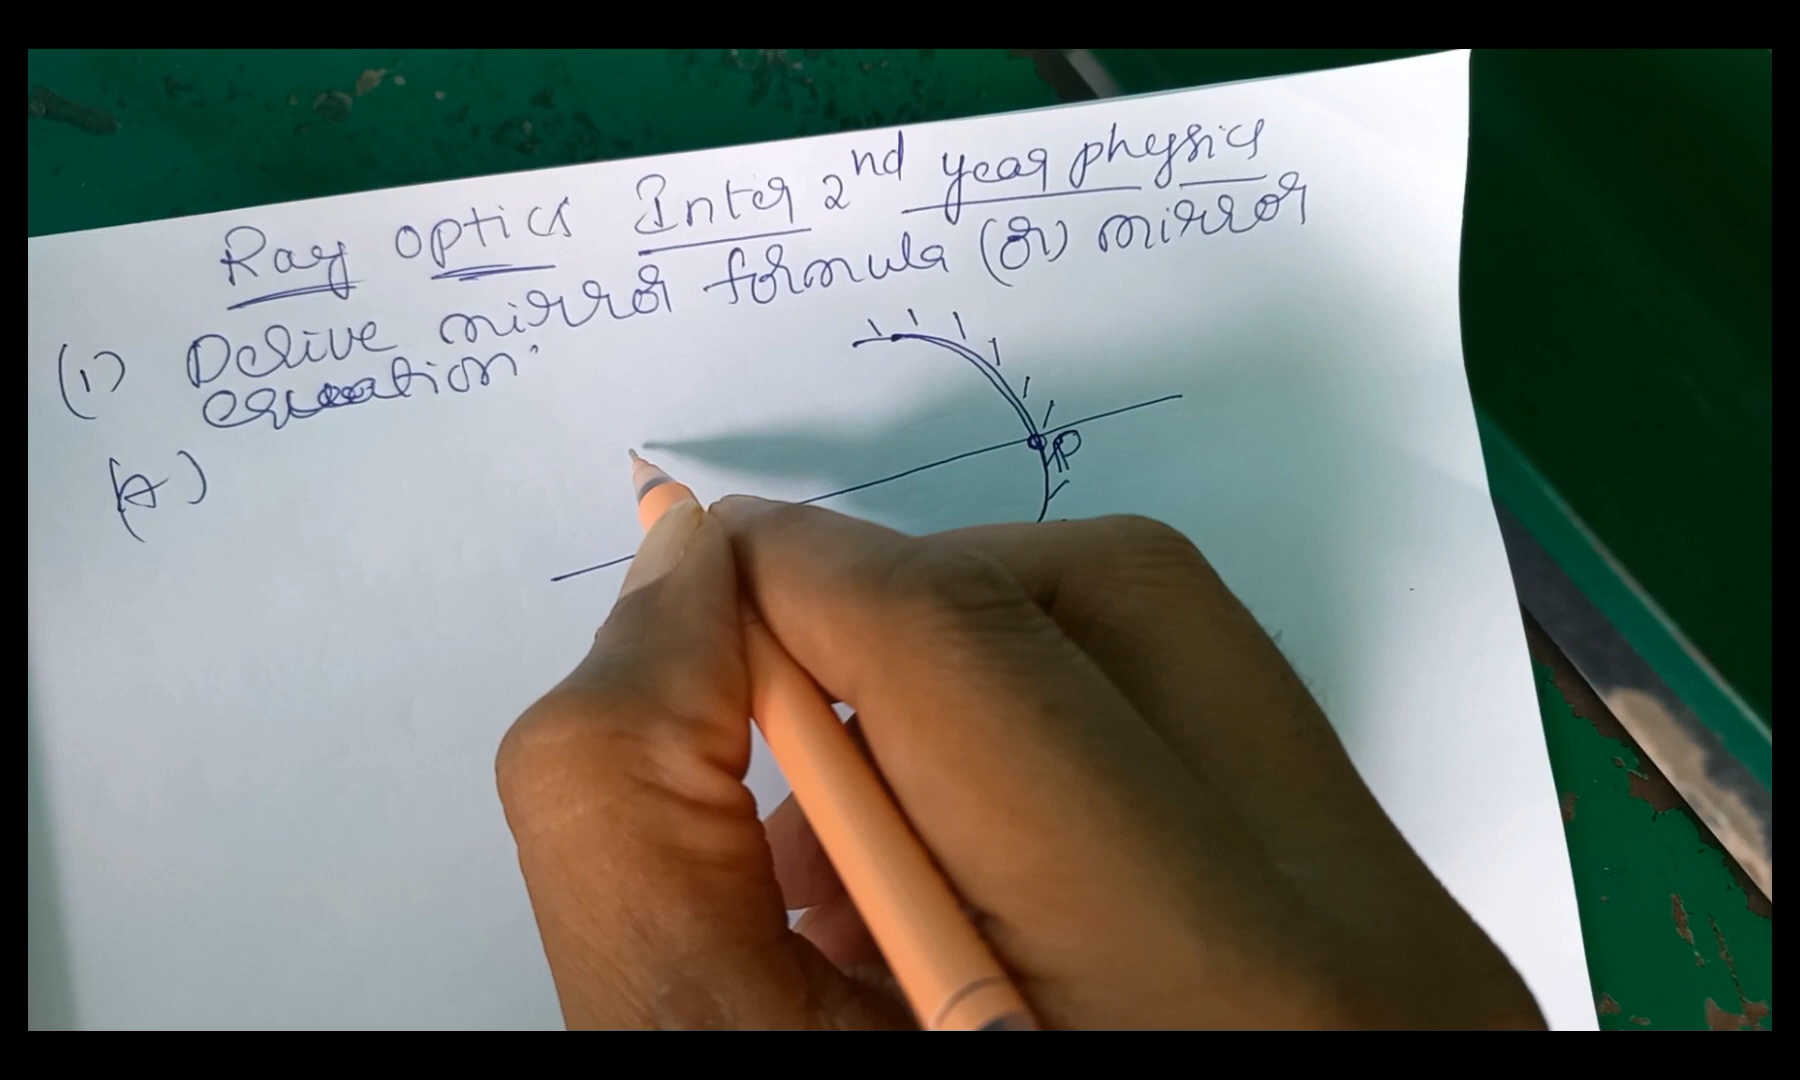 Ray optics Inter 2nd year physics
(1) Derive mirror formula (or) mirror
equation.
(A)
P